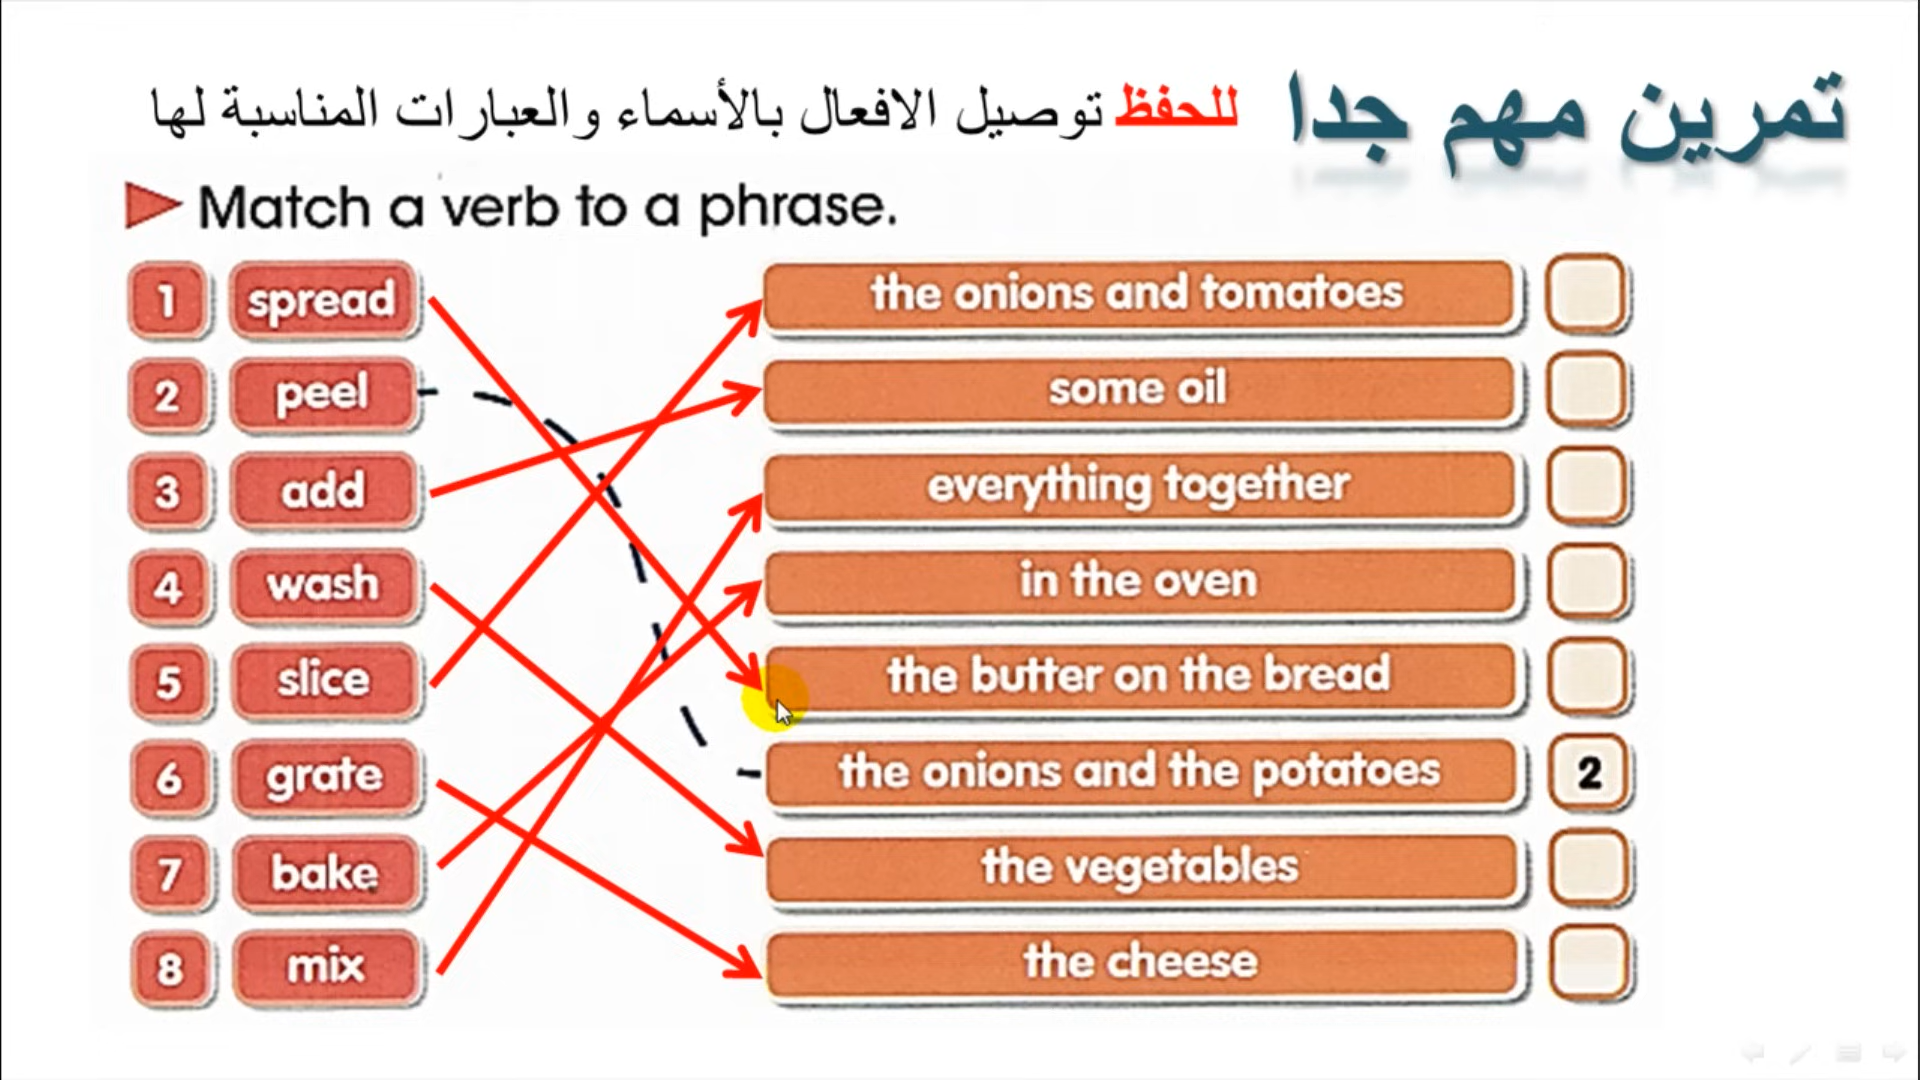 تمرين مهم جدا
للحفظ توصيل الافعال بالأسماء والعبارات المناسبة لها
Match a verb to a phrase.
1 spread the onions and tomatoes
2 peel some oil
3 add everything together
4 wash in the oven
5 slice the butter on the bread
6 grate the onions and the potatoes 2
7 bake the vegetables
8 mix the cheese